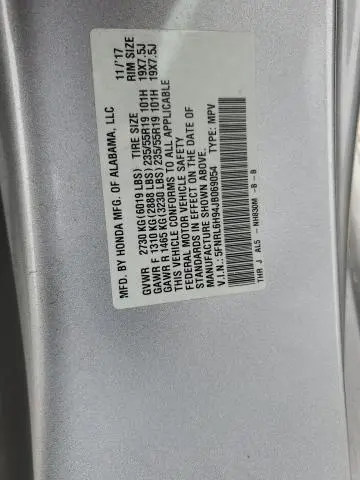 MFD. BY HONDA MFG. OF ALABAMA, LLC 11/'17
GVWR 2730 KG(6019 LBS) TIRE SIZE RIM SIZE
GAWR F 1310 KG(2888 LBS) 235/55R19 101H 19X7.5J
GAWR R 1465 KG(3230 LBS) 235/55R19 101H 19X7.5J
THIS VEHICLE CONFORMS TO ALL APPLICABLE
FEDERAL MOTOR VEHICLE SAFETY
STANDARDS IN EFFECT ON THE DATE OF
MANUFACTURE SHOWN ABOVE.
V.I.N.: 5FNRL6H94JB069054 TYPE: MPV
THR J AL5 - NH830M -B-B